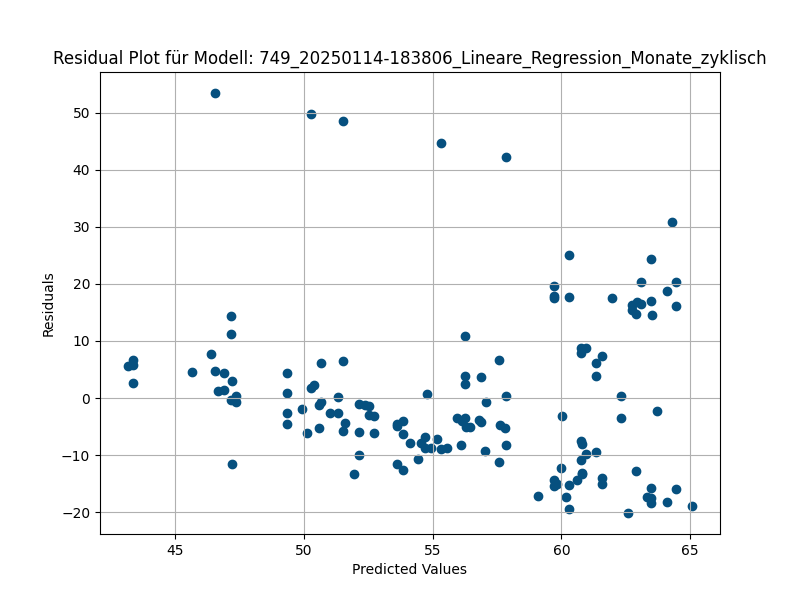 Residual Plot für Modell: 749_20250114-183806_Lineare_Regression_Monate_zyklisch
50
40
30
20
10
0
−10
−20
Residuals
45 50 55 60 65
Predicted Values